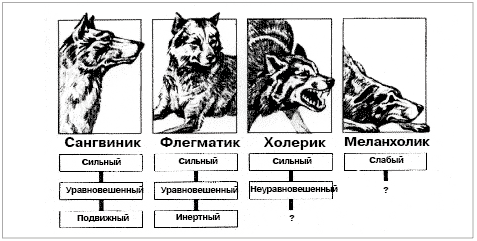 Сангвиник Флегматик Холерик Меланхолик
Сильный Сильный Сильный Слабый
Уравновешенный Уравновешенный Неуравновешенный ?
Подвижный Инертный ?